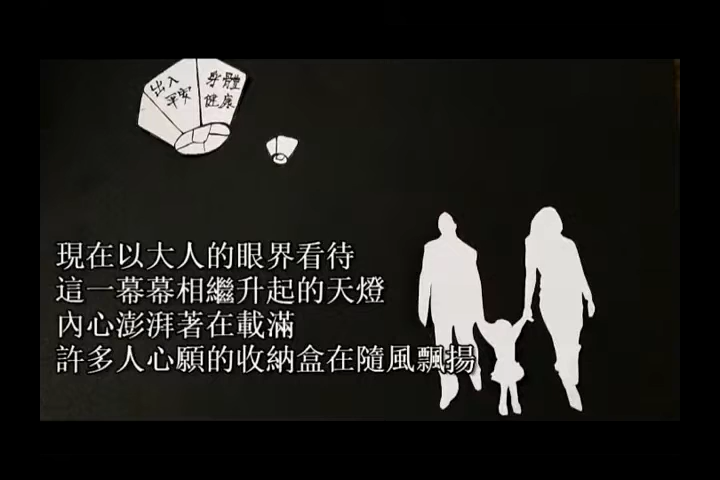 出入
平安
身體
健康
現在以大人的眼界看待
這一幕幕相繼升起的天燈
內心澎湃著在載滿
許多人心願的收納盒在隨風飄揚